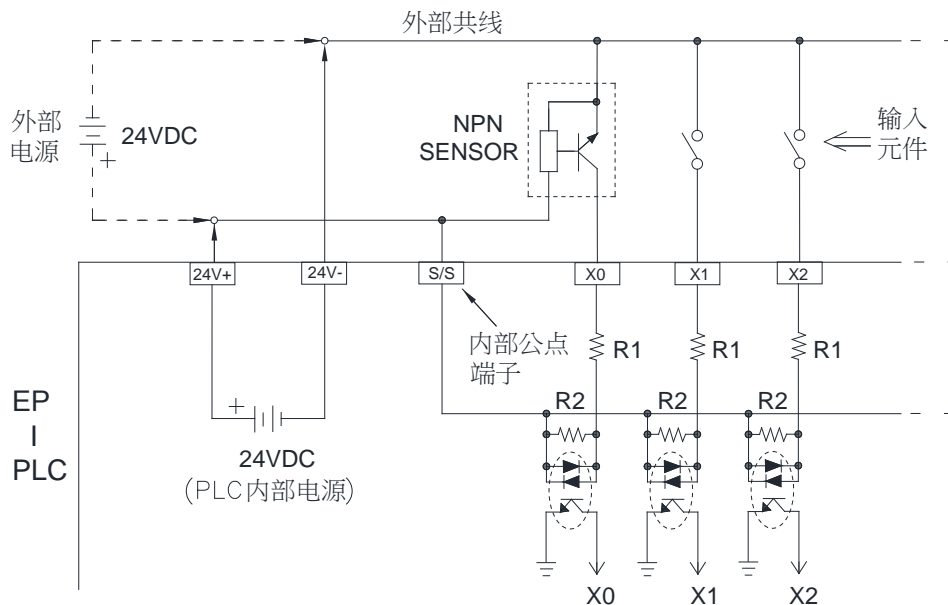 外部共线
外部
电源
24VDC
+
NPN
SENSOR
输入
元件
24V+
24V-
S/S
X0
X1
X2
内部公点
端子
R1
R1
R1
EP
I
PLC
+
24VDC
(PLC内部电源)
R2
R2
R2
X0
X1
X2